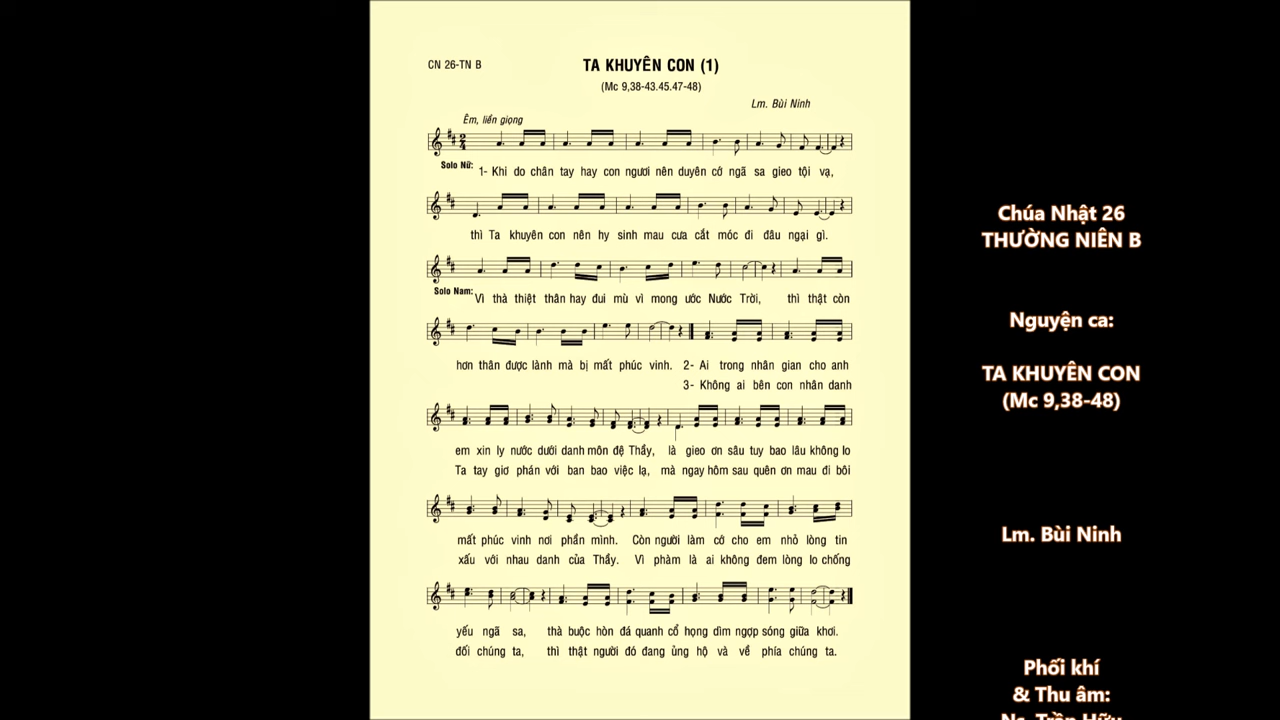 CN 26-TN B
TA KHUYÊN CON (1)
(Mc 9,38-43.45.47-48)
Lm. Bùi Ninh
Êm, liền giọng
Solo Nữ:
1- Khi do chân tay hay con ngươi nên duyên cớ ngã sa gieo tội vạ,
thì Ta khuyên con nên hy sinh mau cưa cắt móc đi đâu ngại gì.
Solo Nam:
Vì thà thiệt thân hay đui mù vì mong ước Nước Trời, thì thật còn
hơn thân được lành mà bị mất phúc vinh. 2- Ai trong nhân gian cho anh
3- Không ai bên con nhân danh
em xin ly nước dưới danh môn đệ Thầy, là gieo ơn sâu tuy bao lâu không lo
Ta tay giơ phán với ban bao việc lạ, mà ngay hôm sau quên ơn mau đi bôi
mất phúc vinh nơi phần mình. Còn người làm cớ cho em nhỏ lòng tin
xấu với nhau danh của Thầy. Vì phàm là ai không đem lòng lo chống
yếu ngã sa, thà buộc hòn đá quanh cổ họng dìm ngợp sóng giữa khơi.
đối chúng ta, thì thật người đó đang ủng hộ và về phía chúng ta.
Chúa Nhật 26
THƯỜNG NIÊN B
Nguyện ca:
TA KHUYÊN CON
(Mc 9,38-48)
Lm. Bùi Ninh
Phối khí
& Thu âm:
Ns. Trần Hữu